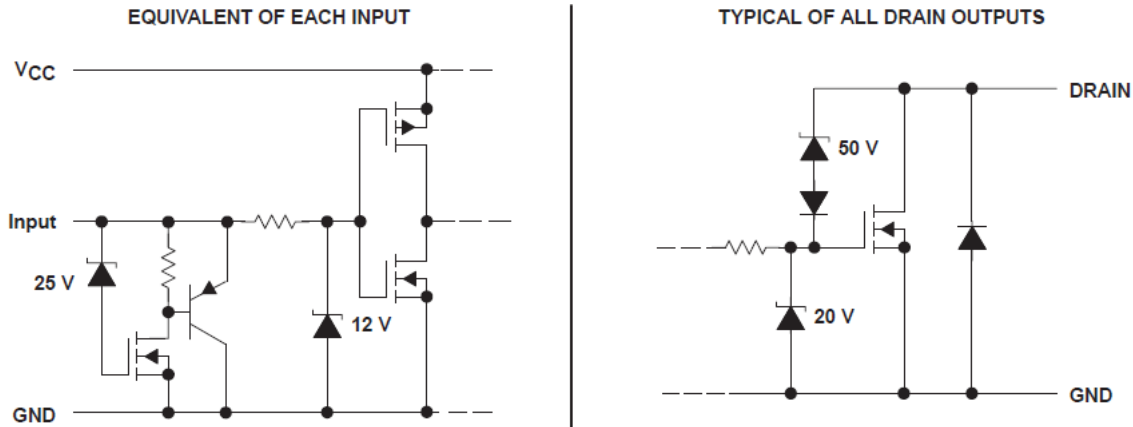 EQUIVALENT OF EACH INPUT
VCC
Input
25 V
12 V
GND
TYPICAL OF ALL DRAIN OUTPUTS
DRAIN
50 V
20 V
GND